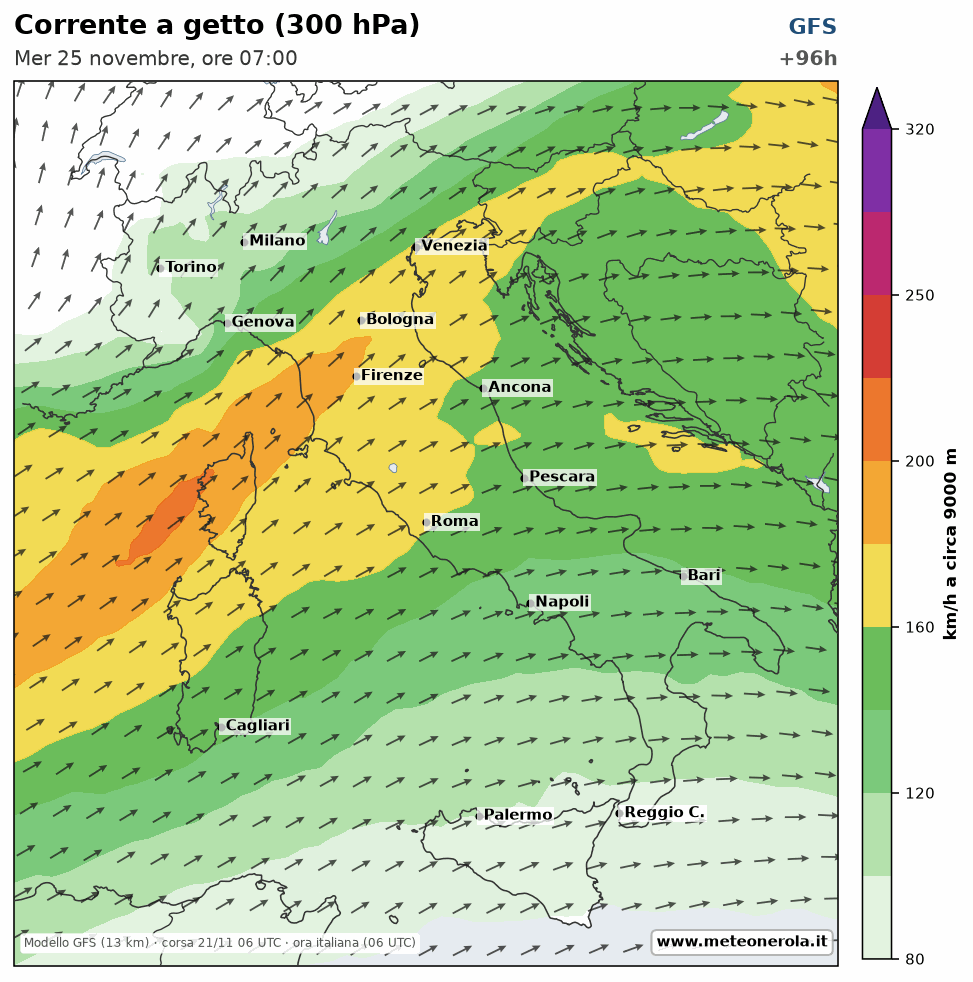 Corrente a getto (300 hPa)
GFS
Mer 25 novembre, ore 07:00
+96h
320
Milano
Venezia
Torino
250
Genova
Bologna
Firenze
Ancona
200
Pescara
Roma
km/h a circa 9000 m
Bari
Napoli
160
Cagliari
120
Palermo
Reggio C.
Modello GFS (13 km) · corsa 21/11 06 UTC · ora italiana (06 UTC)
www.meteonerola.it
80